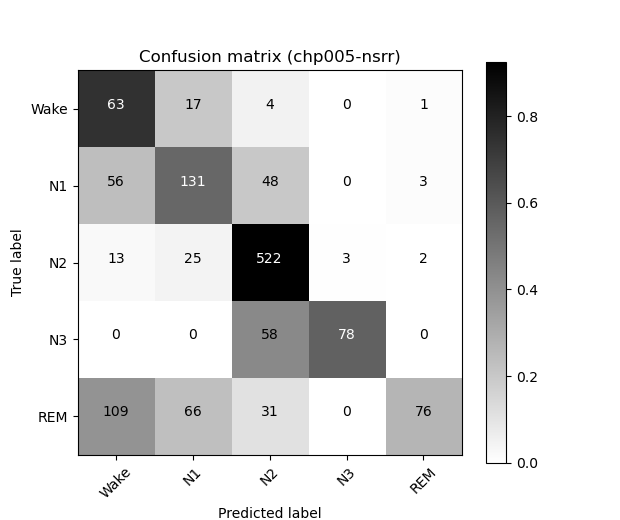 Confusion matrix (chp005-nsrr)
Wake 63 17 4 0 1
N1 56 131 48 0 3
N2 13 25 522 3 2
N3 0 0 58 78 0
REM 109 66 31 0 76
Wake N1 N2 N3 REM
Predicted label
True label
0.8
0.6
0.4
0.2
0.0